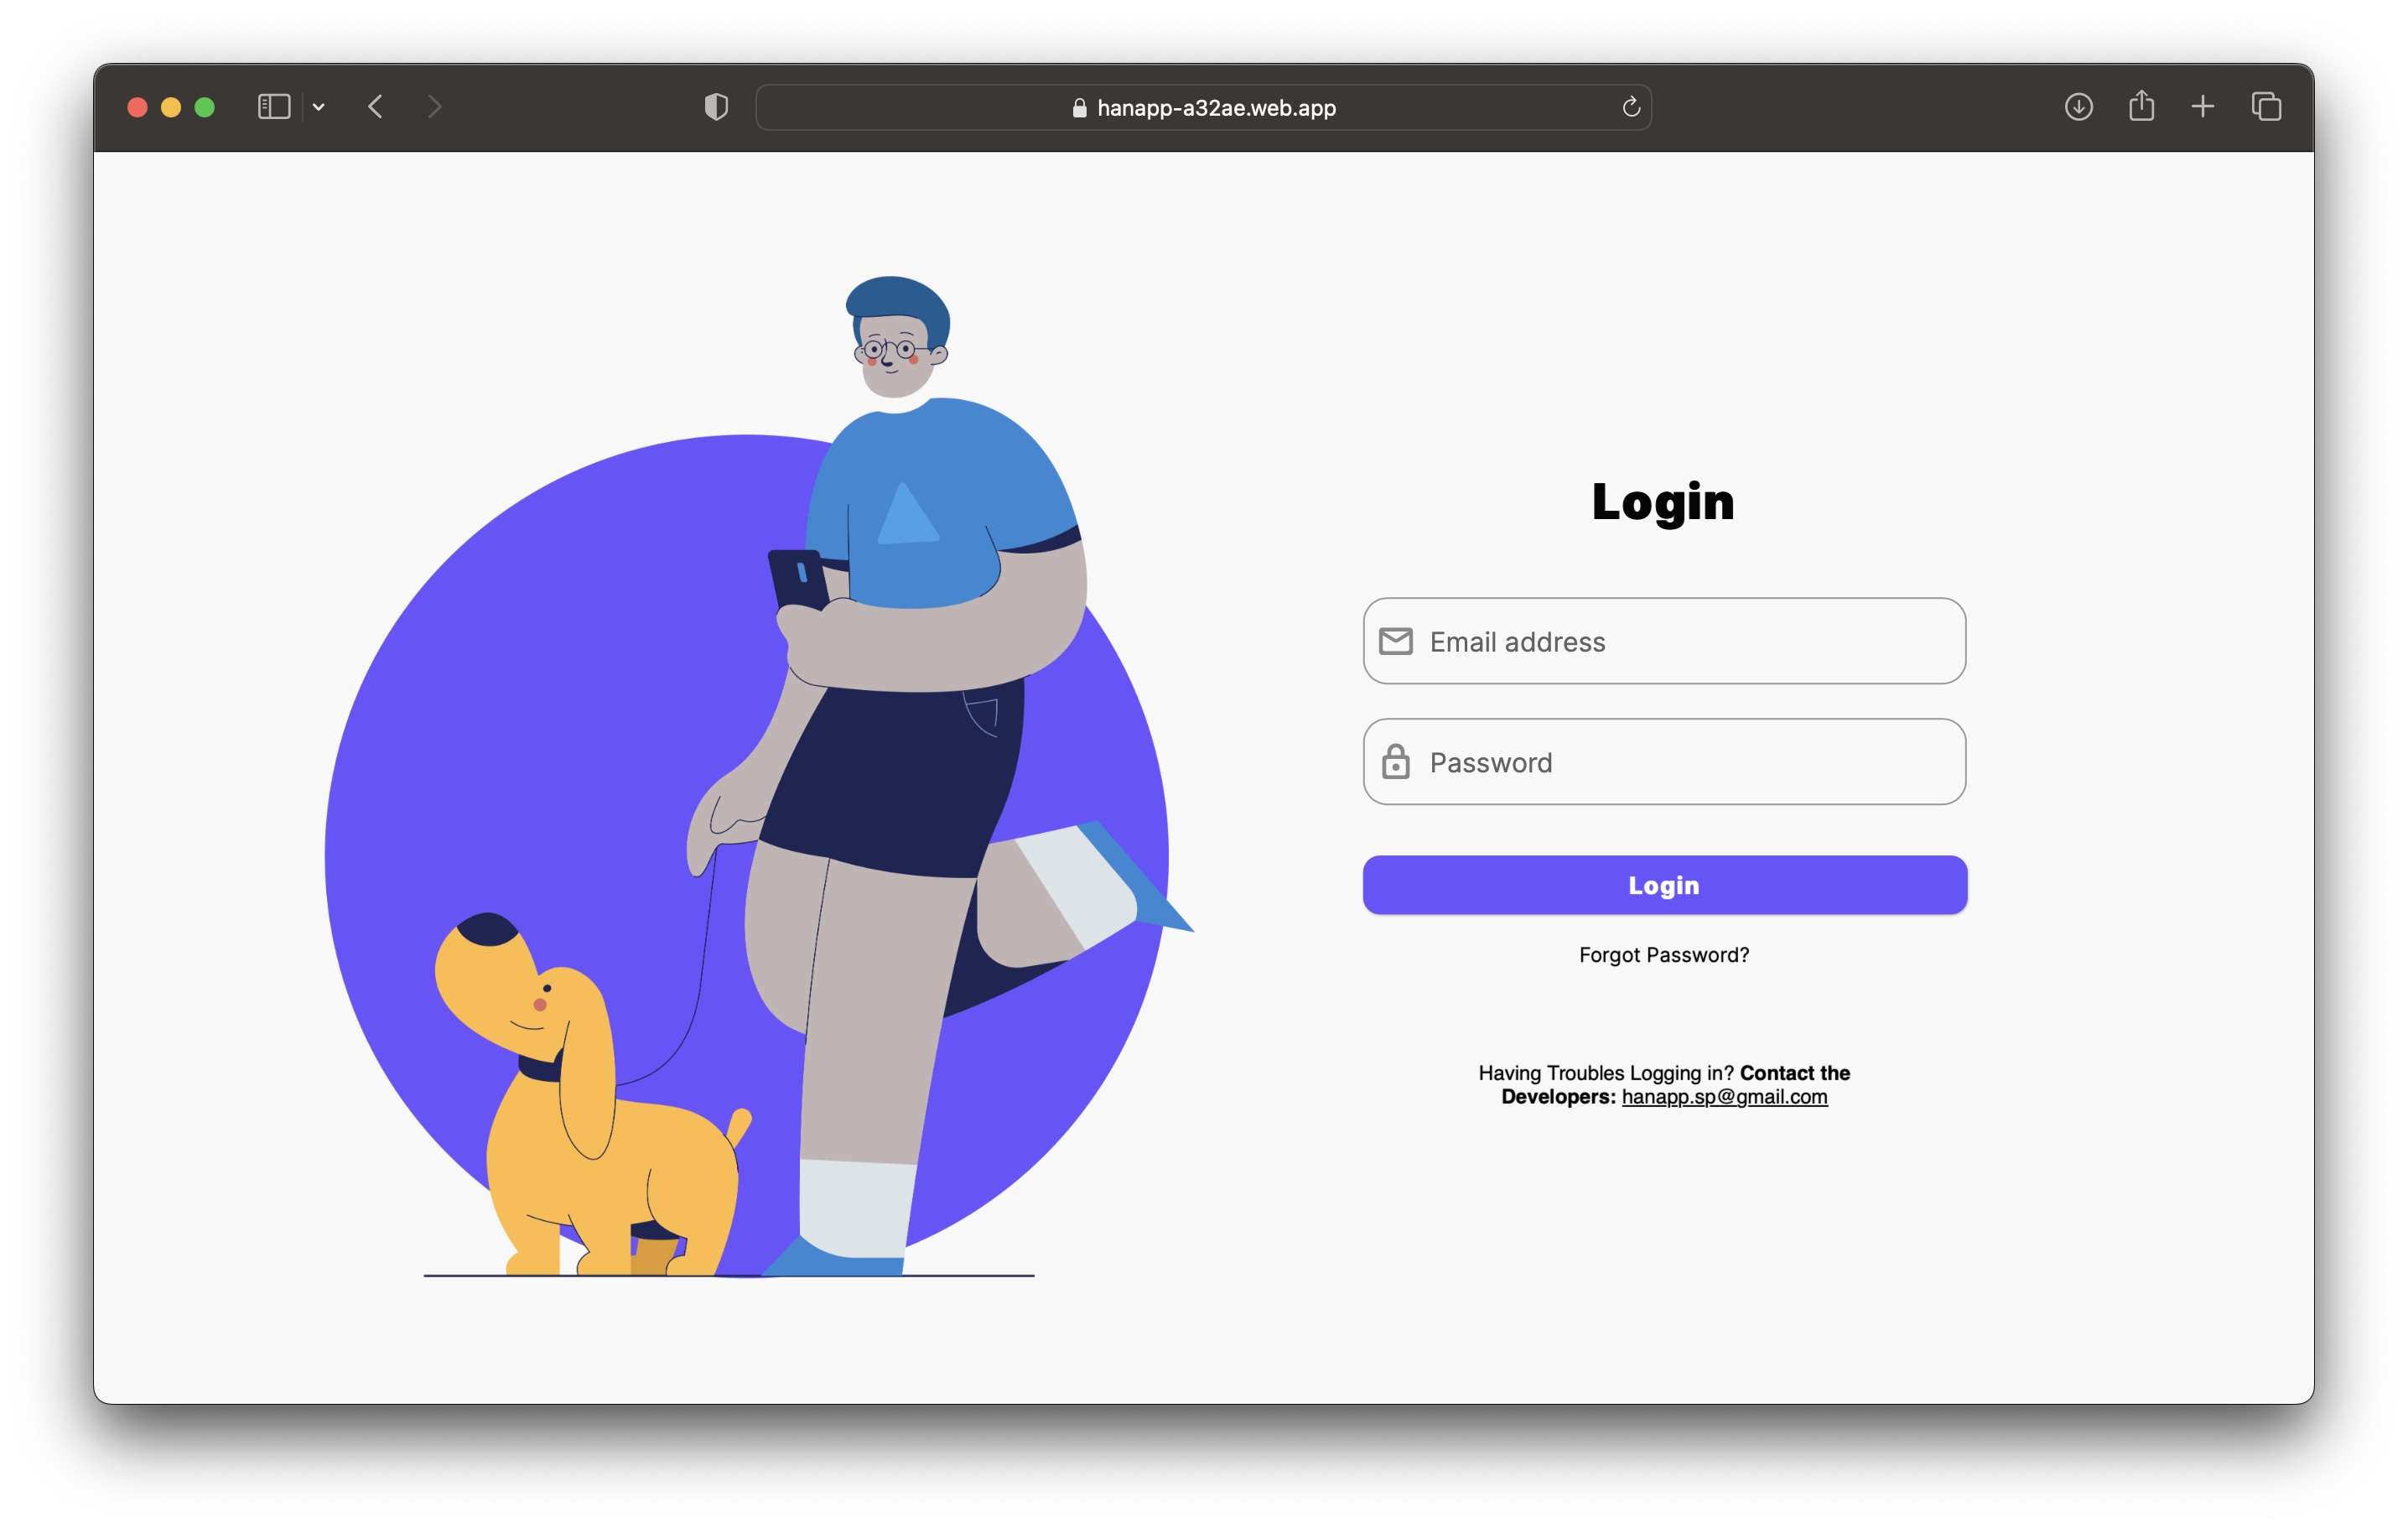 hanapp-a32ae.web.app
Login
Email address
Password
Login
Forgot Password?
Having Troubles Logging in? Contact the
Developers: hanapp.sp@gmail.com